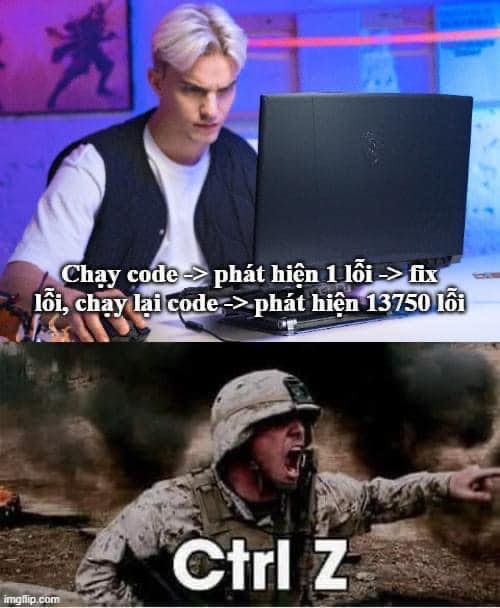 Chạy code -> phát hiện 1 lỗi -> fix
lỗi, chạy lại code -> phát hiện 13750 lỗi
Ctrl Z
imgflip.com